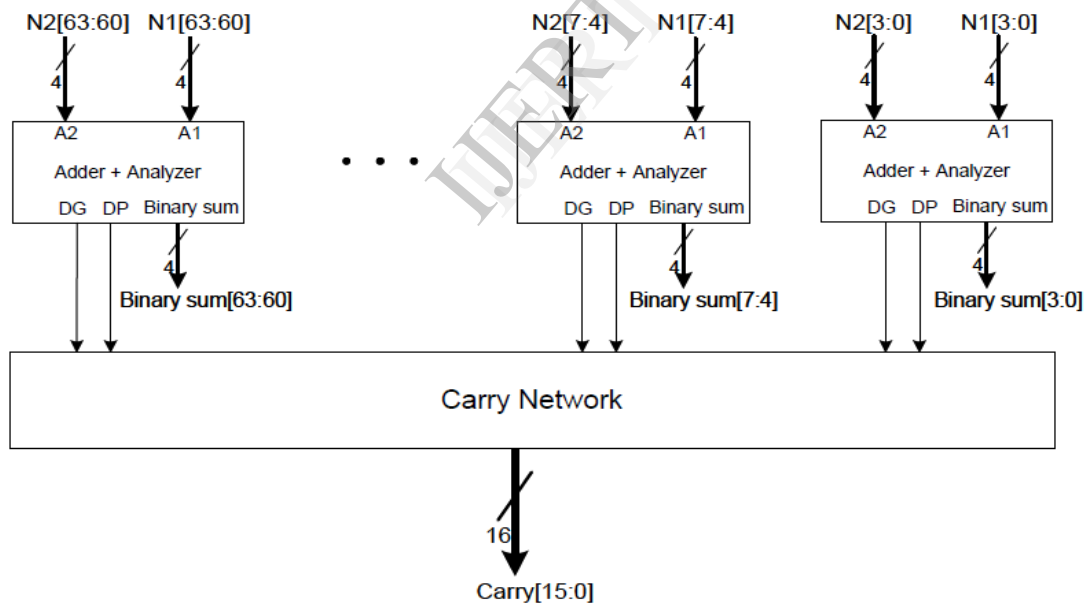 N2[63:60] N1[63:60] N2[7:4] N1[7:4] N2[3:0] N1[3:0]
4 4 4 4 4 4
A2 A1 A2 A1 A2 A1
Adder + Analyzer Adder + Analyzer Adder + Analyzer
DG DP Binary sum DG DP Binary sum DG DP Binary sum
4 4 4
Binary sum[63:60] Binary sum[7:4] Binary sum[3:0]
Carry Network
16
Carry[15:0]
IJERT